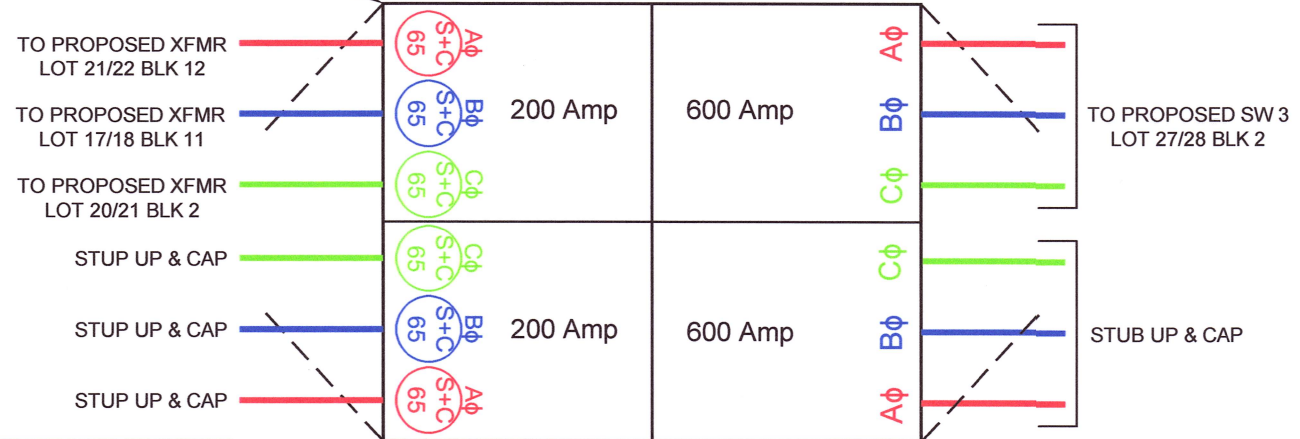 TO PROPOSED XFMR
LOT 21/22 BLK 12
TO PROPOSED XFMR
LOT 17/18 BLK 11
TO PROPOSED XFMR
LOT 20/21 BLK 2
STUP UP & CAP
STUP UP & CAP
STUP UP & CAP
Aϕ
S+C
65
Bϕ
S+C
65
Cϕ
S+C
65
Cϕ
S+C
65
Bϕ
S+C
65
Aϕ
S+C
65
200 Amp
600 Amp
200 Amp
600 Amp
Aϕ
Bϕ
Cϕ
Cϕ
Bϕ
Aϕ
TO PROPOSED SW 3
LOT 27/28 BLK 2
STUB UP & CAP